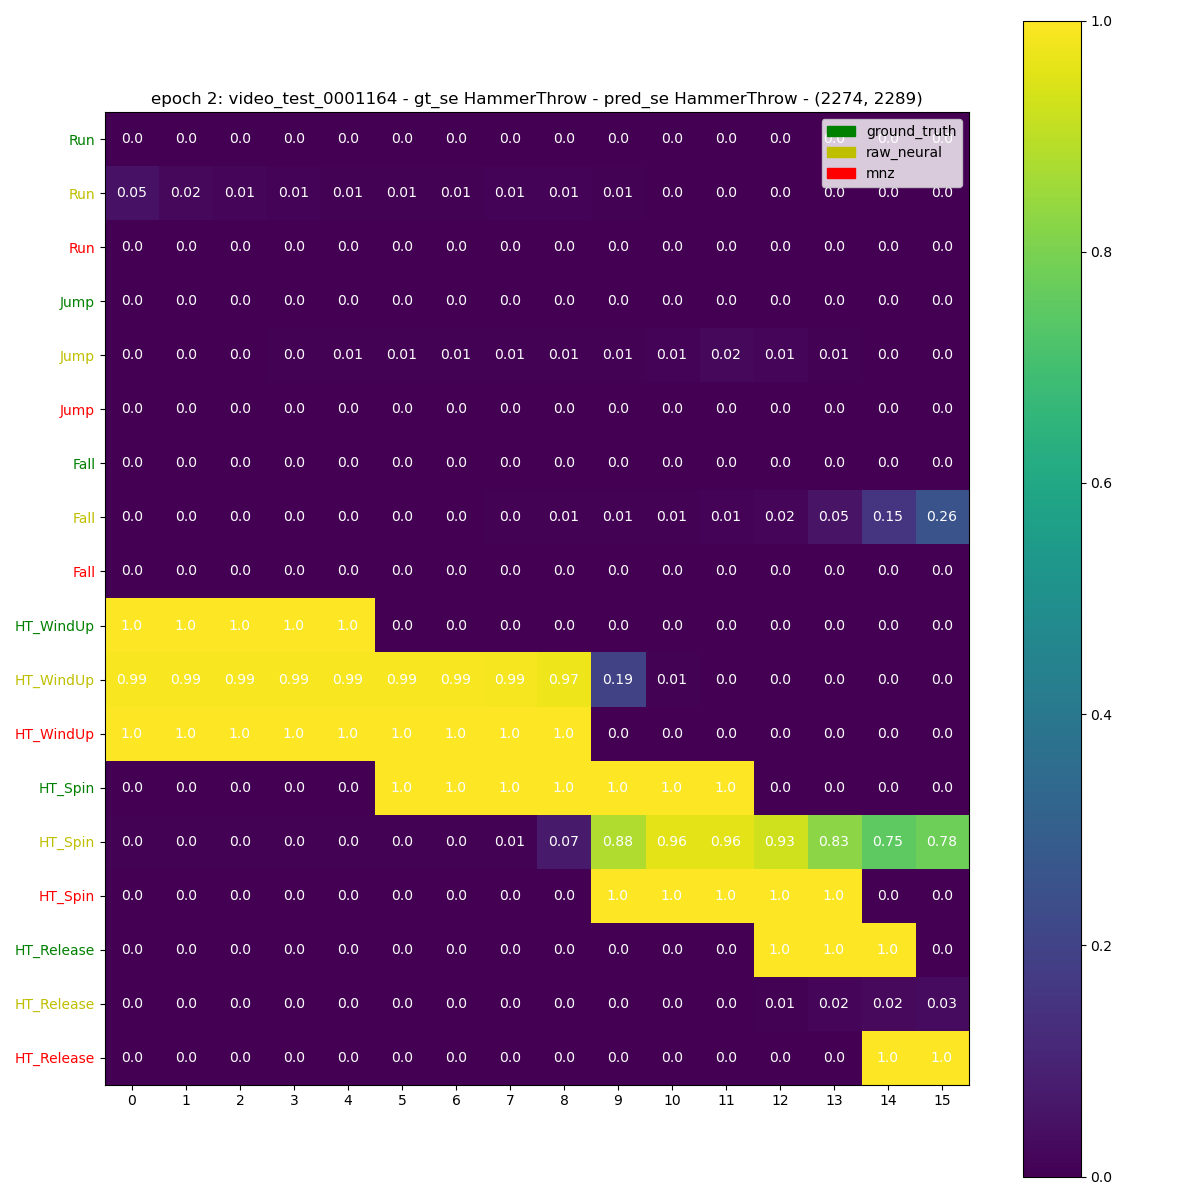 epoch 2: video_test_0001164 - gt_se HammerThrow - pred_se HammerThrow - (2274, 2289)
ground_truth
raw_neural
mnz
Run 0.0 0.0 0.0 0.0 0.0 0.0 0.0 0.0 0.0 0.0 0.0 0.0 0.0 0.0 0.0 0.0
Run 0.05 0.02 0.01 0.01 0.01 0.01 0.01 0.01 0.01 0.01 0.0 0.0 0.0 0.0 0.0 0.0
Run 0.0 0.0 0.0 0.0 0.0 0.0 0.0 0.0 0.0 0.0 0.0 0.0 0.0 0.0 0.0 0.0
Jump 0.0 0.0 0.0 0.0 0.0 0.0 0.0 0.0 0.0 0.0 0.0 0.0 0.0 0.0 0.0 0.0
Jump 0.0 0.0 0.0 0.0 0.01 0.01 0.01 0.01 0.01 0.01 0.01 0.02 0.01 0.01 0.0 0.0
Jump 0.0 0.0 0.0 0.0 0.0 0.0 0.0 0.0 0.0 0.0 0.0 0.0 0.0 0.0 0.0 0.0
Fall 0.0 0.0 0.0 0.0 0.0 0.0 0.0 0.0 0.0 0.0 0.0 0.0 0.0 0.0 0.0 0.0
Fall 0.0 0.0 0.0 0.0 0.0 0.0 0.0 0.0 0.01 0.01 0.01 0.01 0.02 0.05 0.15 0.26
Fall 0.0 0.0 0.0 0.0 0.0 0.0 0.0 0.0 0.0 0.0 0.0 0.0 0.0 0.0 0.0 0.0
HT_WindUp 1.0 1.0 1.0 1.0 1.0 0.0 0.0 0.0 0.0 0.0 0.0 0.0 0.0 0.0 0.0 0.0
HT_WindUp 0.99 0.99 0.99 0.99 0.99 0.99 0.99 0.99 0.97 0.19 0.01 0.0 0.0 0.0 0.0 0.0
HT_WindUp 1.0 1.0 1.0 1.0 1.0 1.0 1.0 1.0 1.0 0.0 0.0 0.0 0.0 0.0 0.0 0.0
HT_Spin 0.0 0.0 0.0 0.0 0.0 1.0 1.0 1.0 1.0 1.0 1.0 1.0 0.0 0.0 0.0 0.0
HT_Spin 0.0 0.0 0.0 0.0 0.0 0.0 0.0 0.01 0.07 0.88 0.96 0.96 0.93 0.83 0.75 0.78
HT_Spin 0.0 0.0 0.0 0.0 0.0 0.0 0.0 0.0 0.0 1.0 1.0 1.0 1.0 1.0 0.0 0.0
HT_Release 0.0 0.0 0.0 0.0 0.0 0.0 0.0 0.0 0.0 0.0 0.0 0.0 1.0 1.0 1.0 0.0
HT_Release 0.0 0.0 0.0 0.0 0.0 0.0 0.0 0.0 0.0 0.0 0.0 0.0 0.01 0.02 0.02 0.03
HT_Release 0.0 0.0 0.0 0.0 0.0 0.0 0.0 0.0 0.0 0.0 0.0 0.0 0.0 0.0 1.0 1.0
0 1 2 3 4 5 6 7 8 9 10 11 12 13 14 15
1.0
0.8
0.6
0.4
0.2
0.0